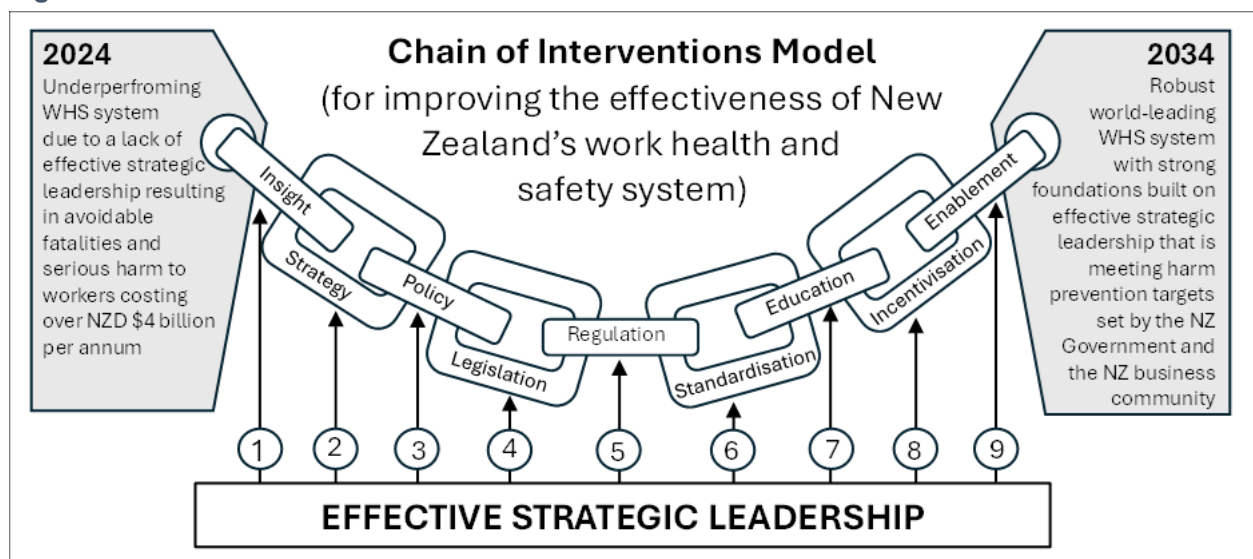 2024
Underperfroming
WHS system
due to a lack of
effective strategic
leadership resulting
in avoidable
fatalities and
serious harm to
workers costing
over NZD $4 billion
per annum
Chain of Interventions Model
(for improving the effectiveness of New
Zealand's work health and
safety system)
2034
Robust
world-leading
WHS system
with strong
foundations built on
effective strategic
leadership that is
meeting harm
prevention targets
set by the NZ
Government and
the NZ business
community
Insight
Strategy
Policy
Legislation
Regulation
Standardisation
Education
Incentivisation
Enablement
1
2
3
4
5
6
7
8
9
EFFECTIVE STRATEGIC LEADERSHIP